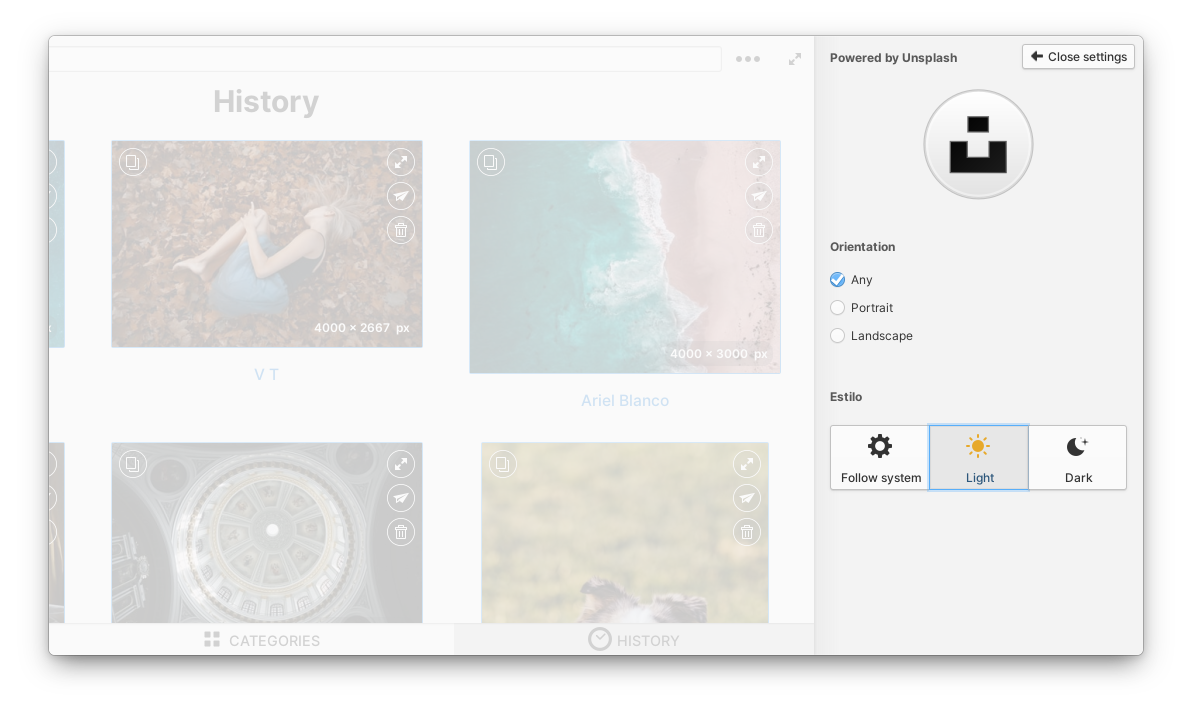 Powered by Unsplash
Close settings
History
4000 × 2667 px
4000 × 3000 px
V T
Ariel Blanco
CATEGORIES
HISTORY
Orientation
Any
Portrait
Landscape
Estilo
Follow system
Light
Dark